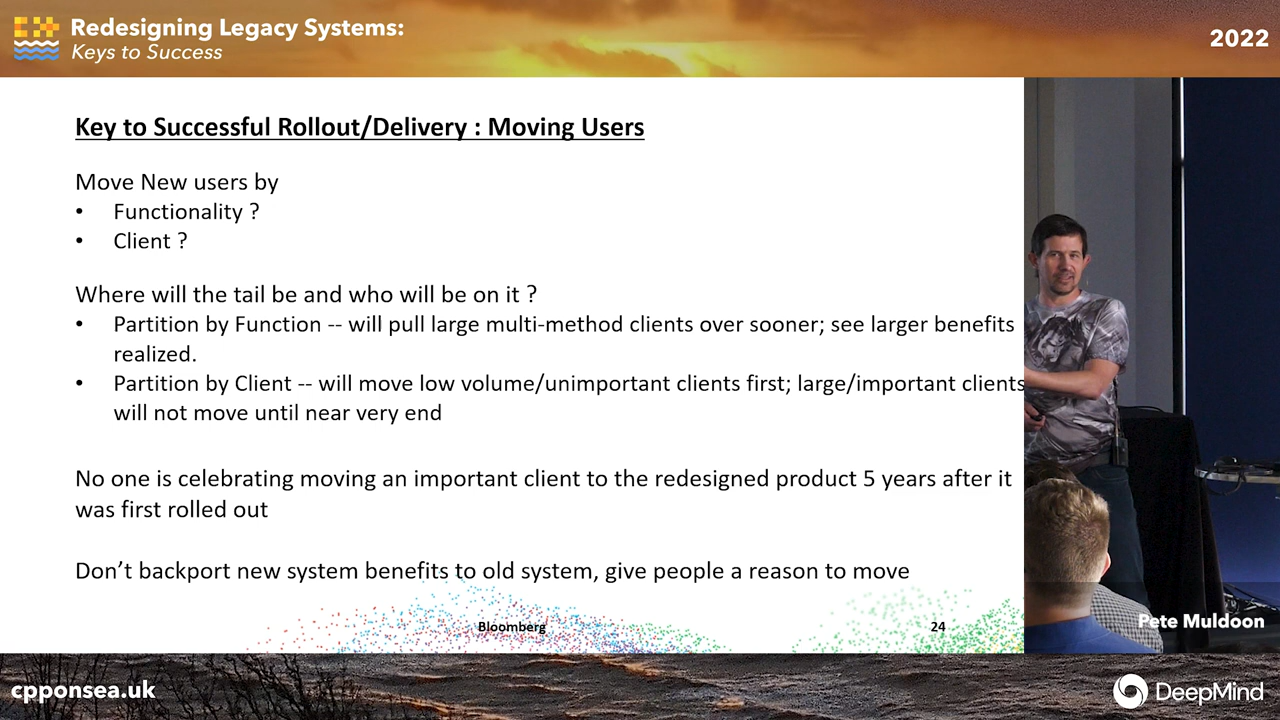 Redesigning Legacy Systems:
Keys to Success
2022
Key to Successful Rollout/Delivery : Moving Users
Move New users by
• Functionality ?
• Client ?
Where will the tail be and who will be on it ?
• Partition by Function -- will pull large multi-method clients over sooner; see larger benefits
realized.
• Partition by Client -- will move low volume/unimportant clients first; large/important clients
will not move until near very end
No one is celebrating moving an important client to the redesigned product 5 years after it
was first rolled out
Don’t backport new system benefits to old system, give people a reason to move
Bloomberg
24
Pete Muldoon
cpponsea.uk
DeepMind